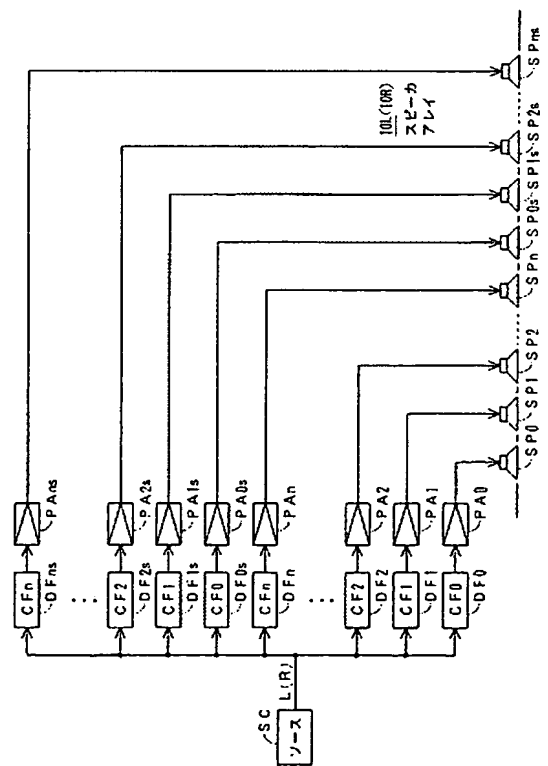 SC
ソース
L(R)
CFn
CF2
CF1
CF0
CFn
CF2
CF1
CF0
DFns
DF2s
DF1s
DF0s
DFn
DF2
DF1
DF0
PAns
PA2s
PA1s
PA0s
PAn
PA2
PA1
PA0
10L(10R)
スピーカ
アレイ
SP0
SP1
SP2
SPn
SP0s
SP1s
SP2s
SPns